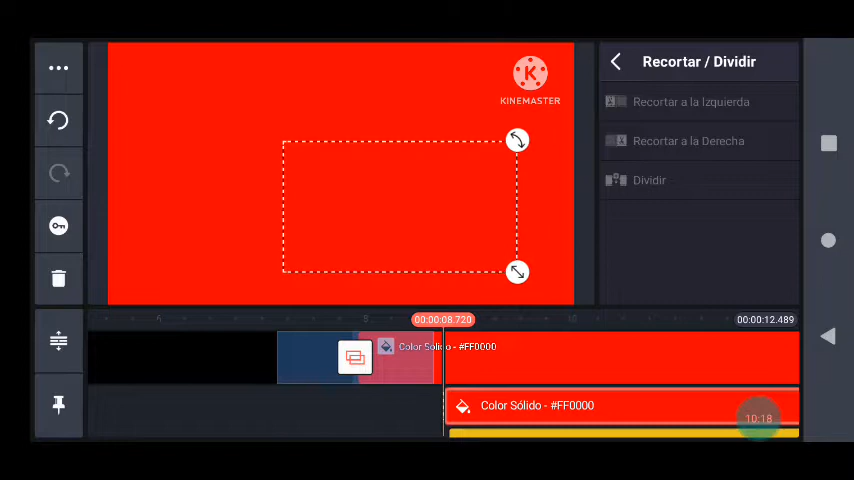 KINEMASTER
Recortar / Dividir
Recortar a la Izquierda
Recortar a la Derecha
Dividir
00:00:08.720
10
00:00:12.489
Color Sólido - #FF0000
Color Sólido - #FF0000
10:18